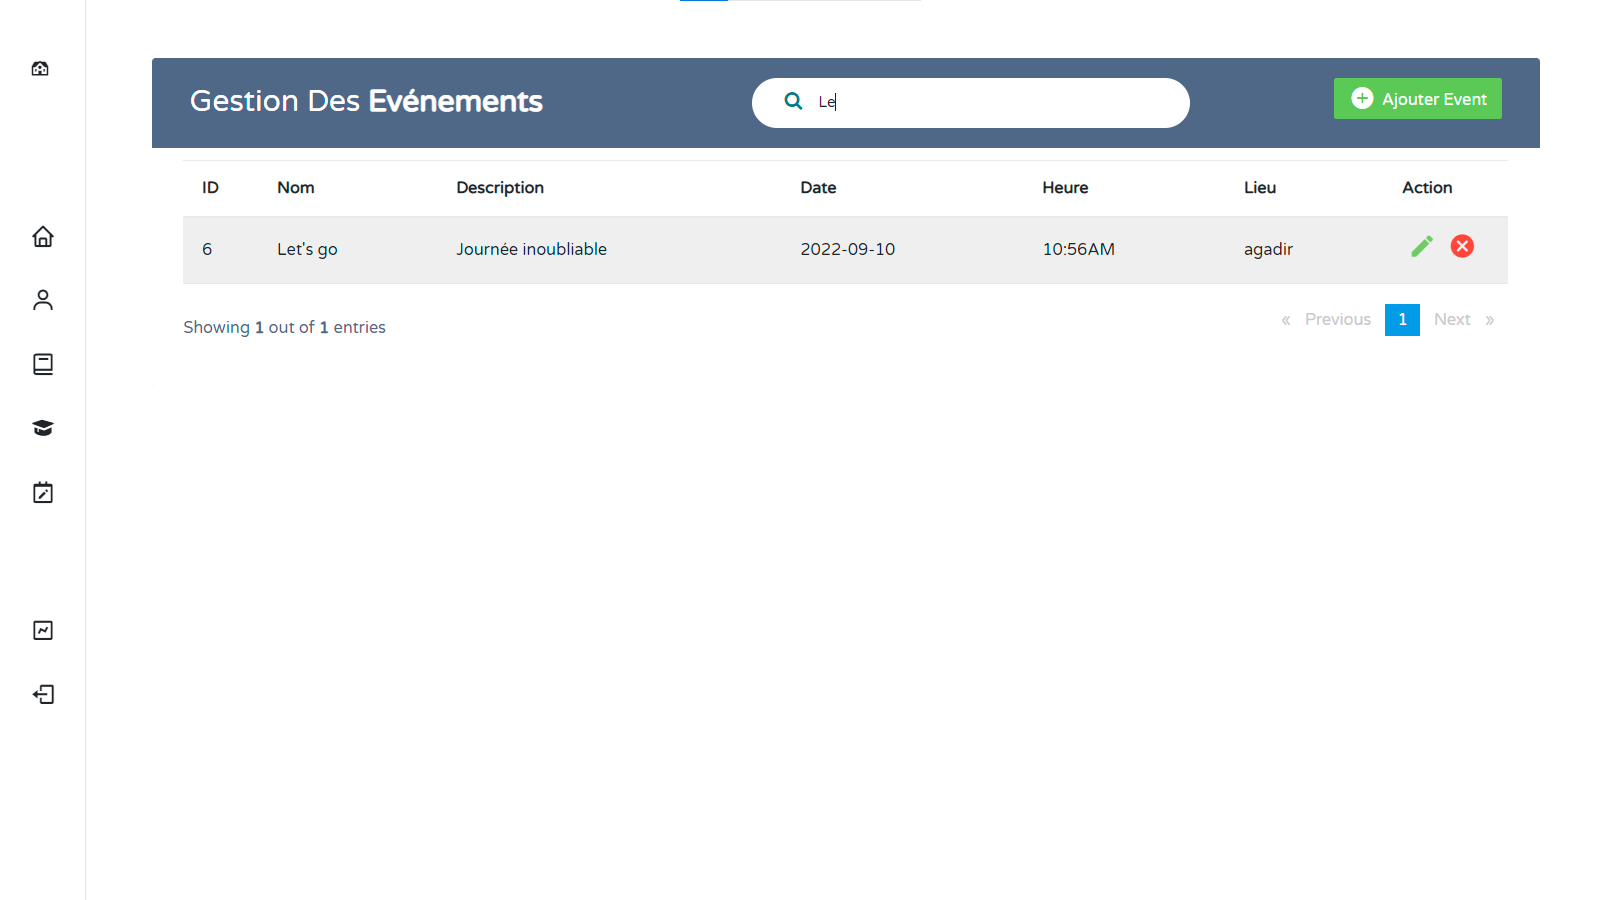 Gestion Des Evénements
Le
Ajouter Event
ID Nom Description Date Heure Lieu Action
6 Let's go Journée inoubliable 2022-09-10 10:56AM agadir
Showing 1 out of 1 entries
« Previous 1 Next »